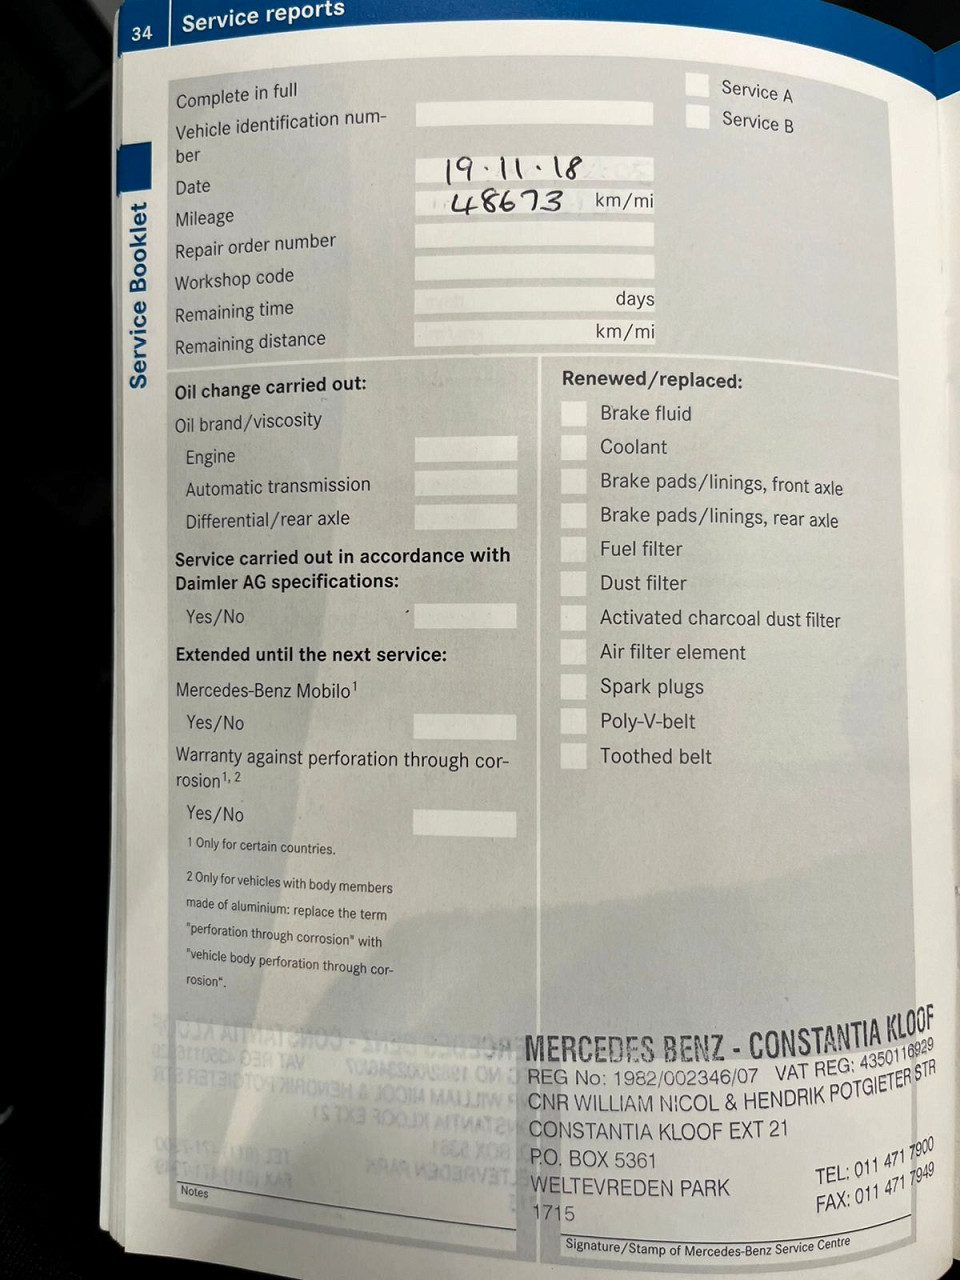 34 Service reports
Service Booklet
Complete in full
Service A
Vehicle identification num-
ber
Service B
Date 19.11.18
Mileage 48673 km/mi
Repair order number
Workshop code
Remaining time days
Remaining distance km/mi
Oil change carried out:
Oil brand/viscosity
Engine
Automatic transmission
Differential/rear axle
Service carried out in accordance with
Daimler AG specifications:
Yes/No
Extended until the next service:
Mercedes-Benz Mobilo¹
Yes/No
Warranty against perforation through cor-
rosion¹, ²
Yes/No
1 Only for certain countries.
2 Only for vehicles with body members
made of aluminium: replace the term
"perforation through corrosion" with
"vehicle body perforation through cor-
rosion".
Notes
Renewed/replaced:
Brake fluid
Coolant
Brake pads/linings, front axle
Brake pads/linings, rear axle
Fuel filter
Dust filter
Activated charcoal dust filter
Air filter element
Spark plugs
Poly-V-belt
Toothed belt
MERCEDES BENZ - CONSTANTIA KLOOF
REG No: 1982/002346/07 VAT REG: 4350116929
CNR WILLIAM NICOL & HENDRIK POTGIETER STR
CONSTANTIA KLOOF EXT 21
P.O. BOX 5361
WELTEVREDEN PARK TEL: 011 471 7900
1715 FAX: 011 471 7949
Signature/Stamp of Mercedes-Benz Service Centre